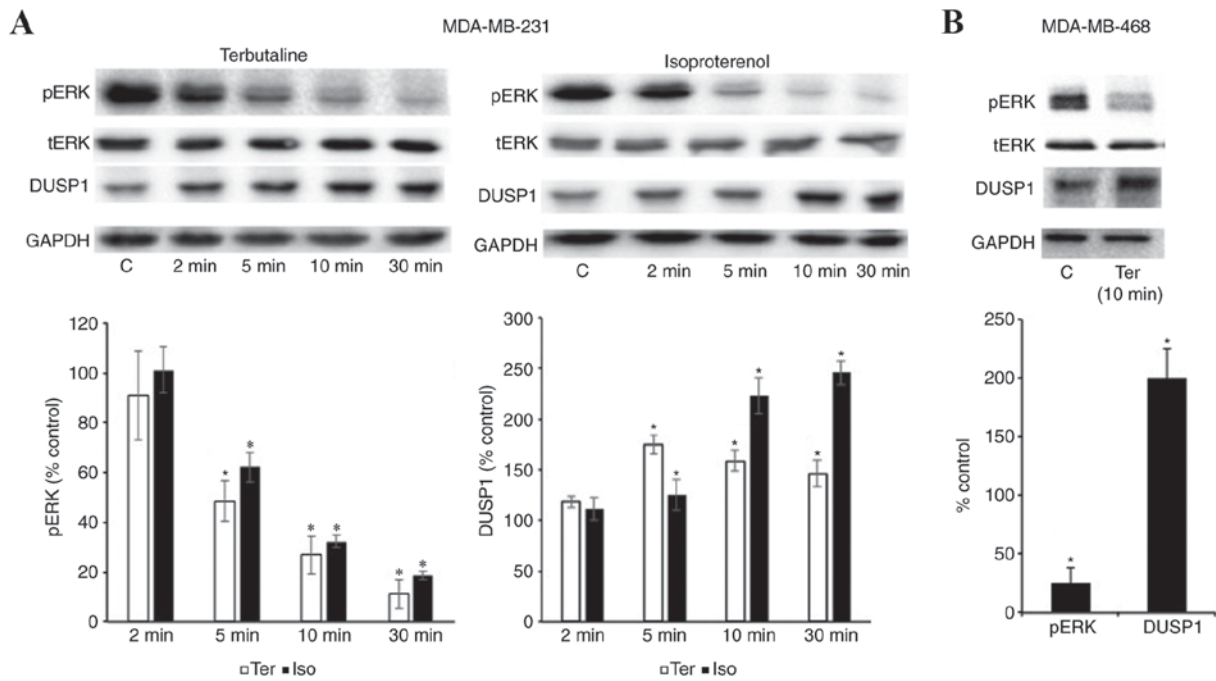 A
MDA-MB-231
B
MDA-MB-468
Terbutaline
pERK
tERK
DUSP1
GAPDH
C 2 min 5 min 10 min 30 min
Isoproterenol
pERK
tERK
DUSP1
GAPDH
C 2 min 5 min 10 min 30 min
pERK
tERK
DUSP1
GAPDH
C Ter
(10 min)
pERK (% control)
120
100
80
60
40
20
0
* *
* *
* *
2 min 5 min 10 min 30 min
□Ter ■Iso
DUSP1 (% control)
300
250
200
150
100
50
0
* *
* *
* *
2 min 5 min 10 min 30 min
□Ter ■Iso
% control
250
200
150
100
50
0
* *
pERK DUSP1